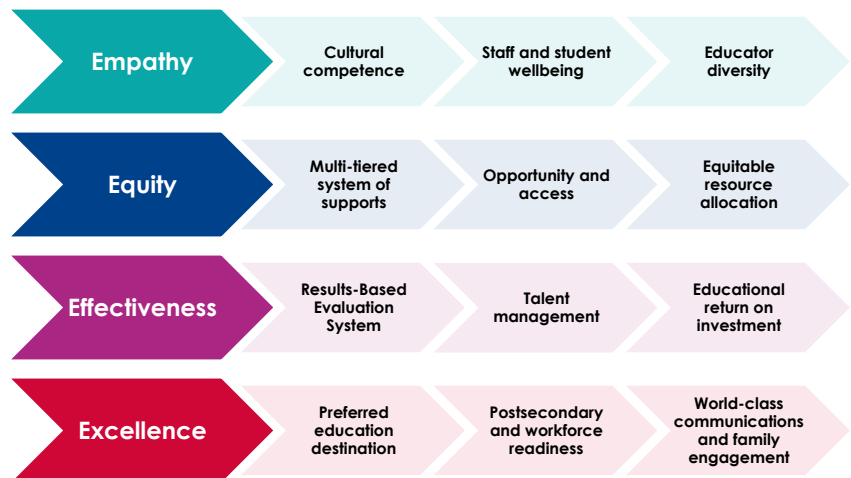 Empathy
Cultural
competence
Staff and student
wellbeing
Educator
diversity
Equity
Multi-tiered
system of
supports
Opportunity and
access
Equitable
resource
allocation
Effectiveness
Results-Based
Evaluation
System
Talent
management
Educational
return on
investment
Excellence
Preferred
education
destination
Postsecondary
and workforce
readiness
World-class
communications
and family
engagement